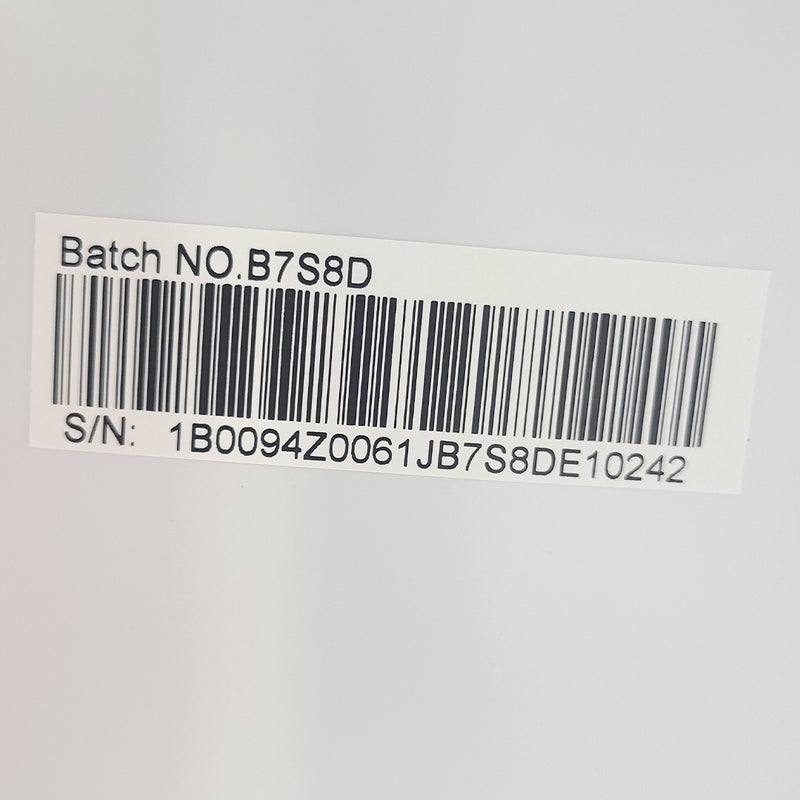 Batch NO.B7S8D
S/N: 1B0094Z0061JB7S8DE10242